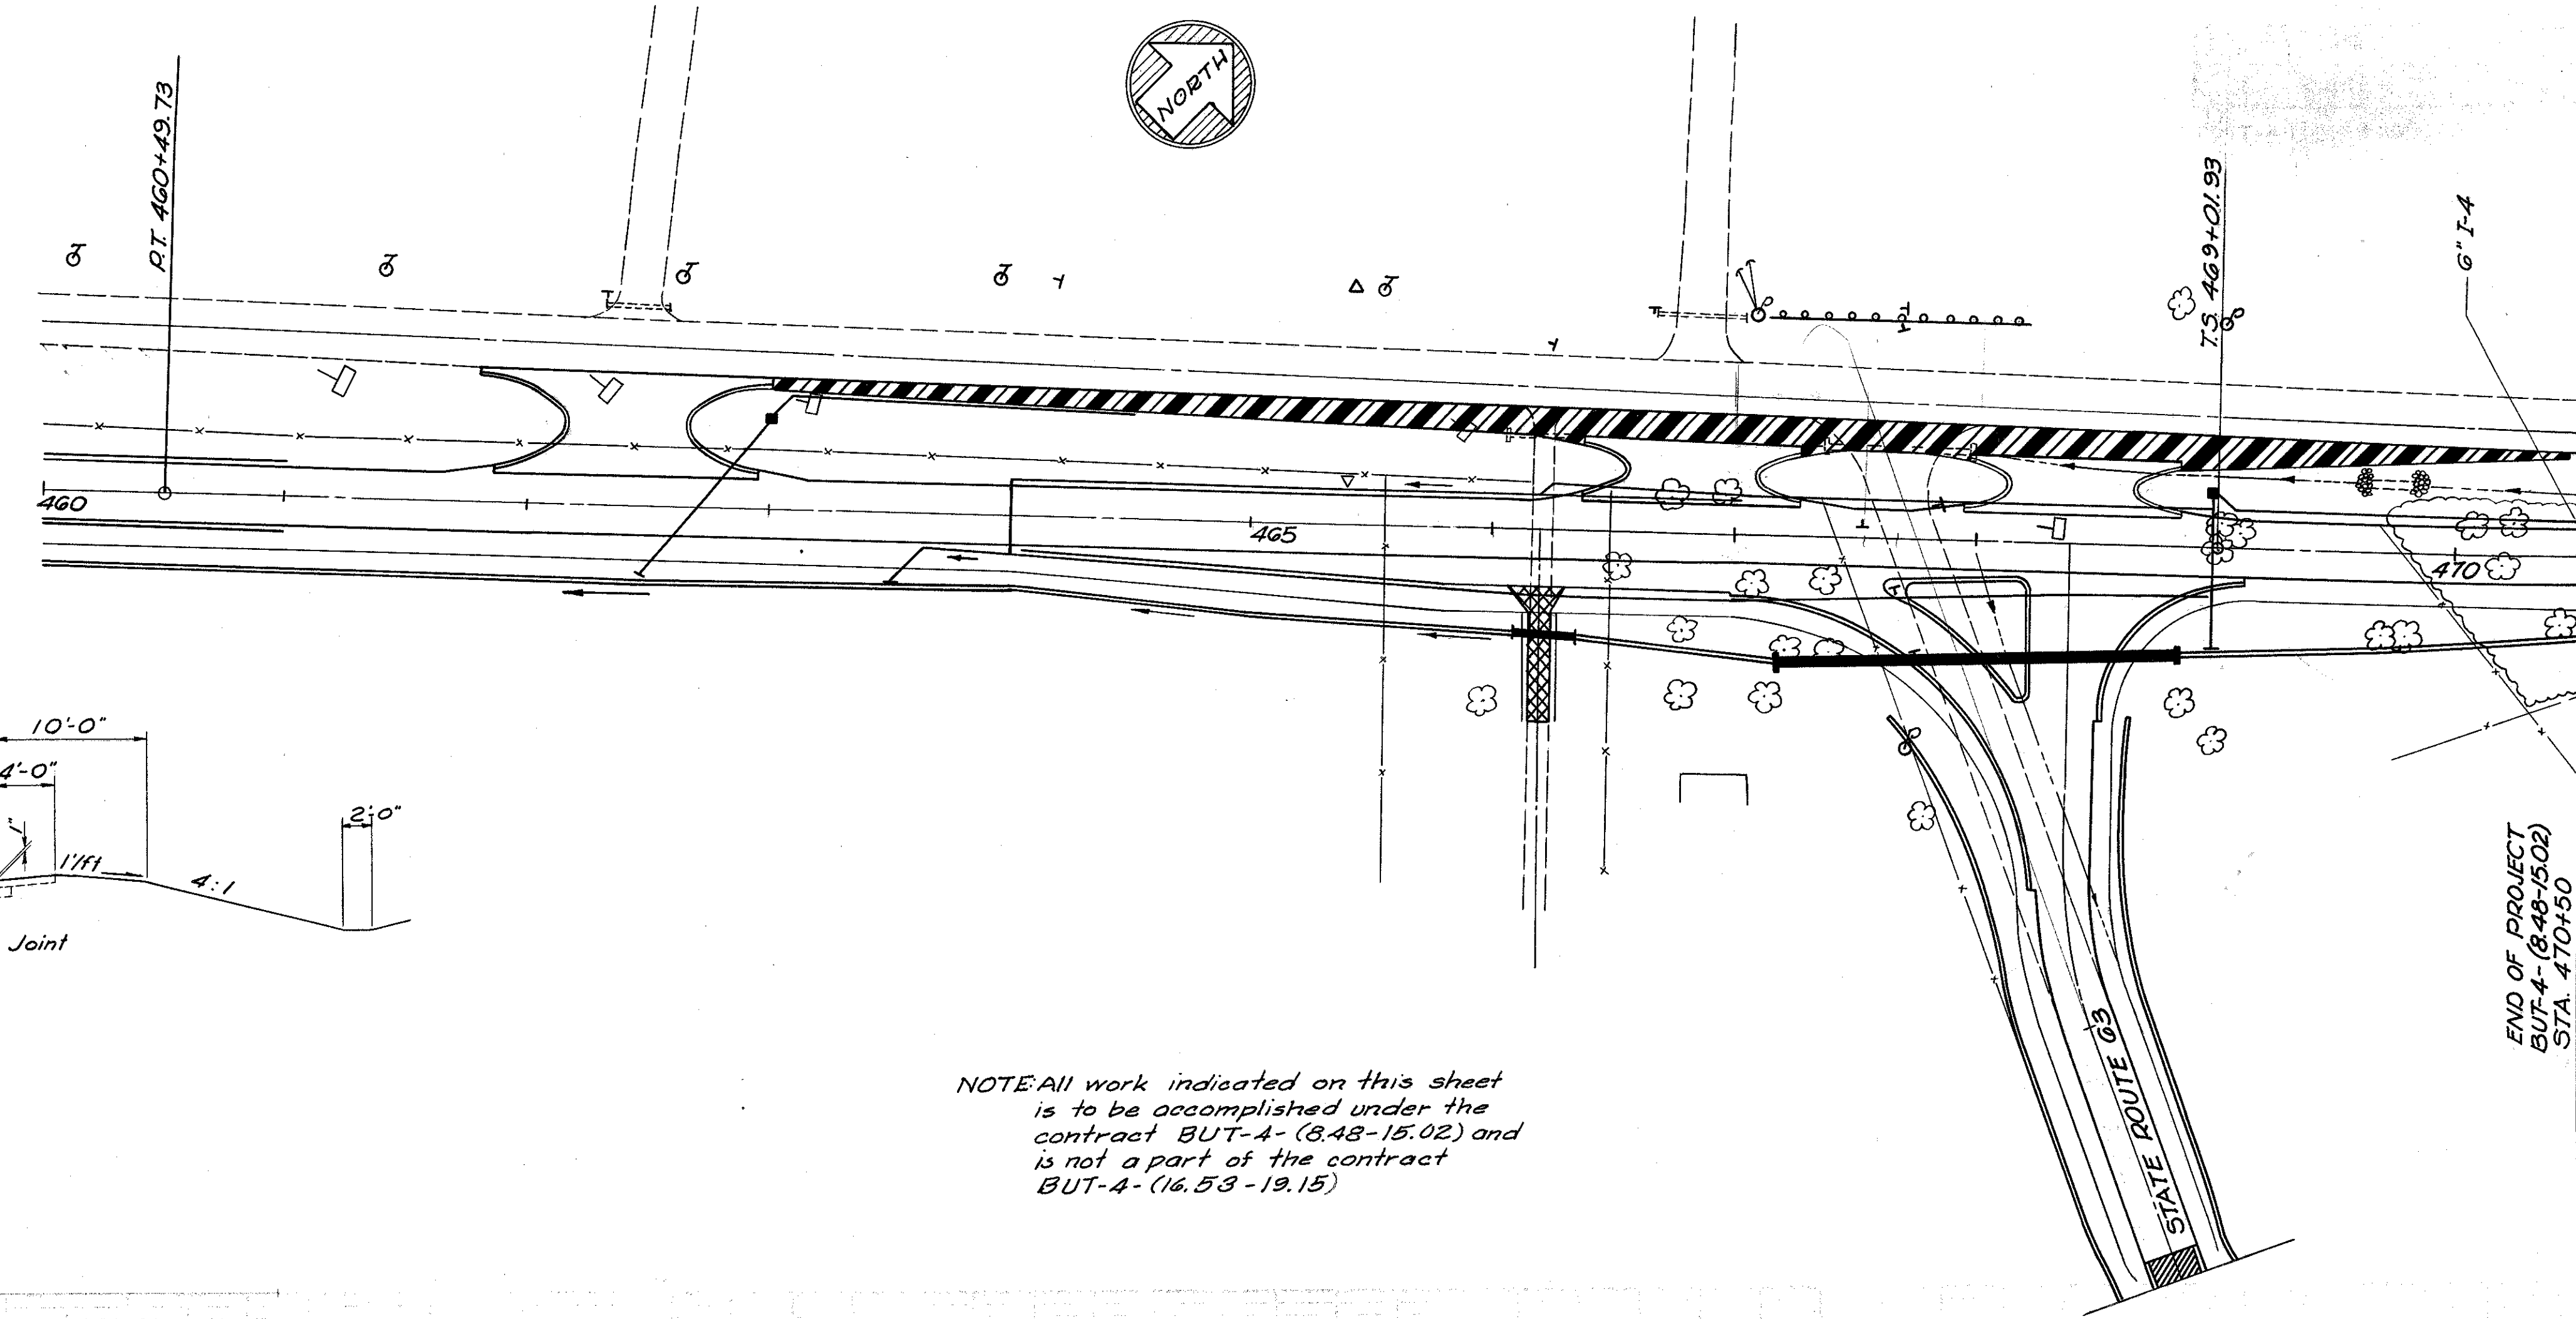 NORTH
P.T. 460+49.73
T.S. 469+01.93
6" I-4
460
465
470
10'-0"
4'-0"
2'-0"
1"
1"/ft
4:1
Joint
STATE ROUTE 63
END OF PROJECT
BUT-4-(8.48-15.02)
STA. 470+50
NOTE: All work indicated on this sheet
is to be accomplished under the
contract BUT-4-(8.48-15.02) and
is not a part of the contract
BUT-4-(16.53-19.15)